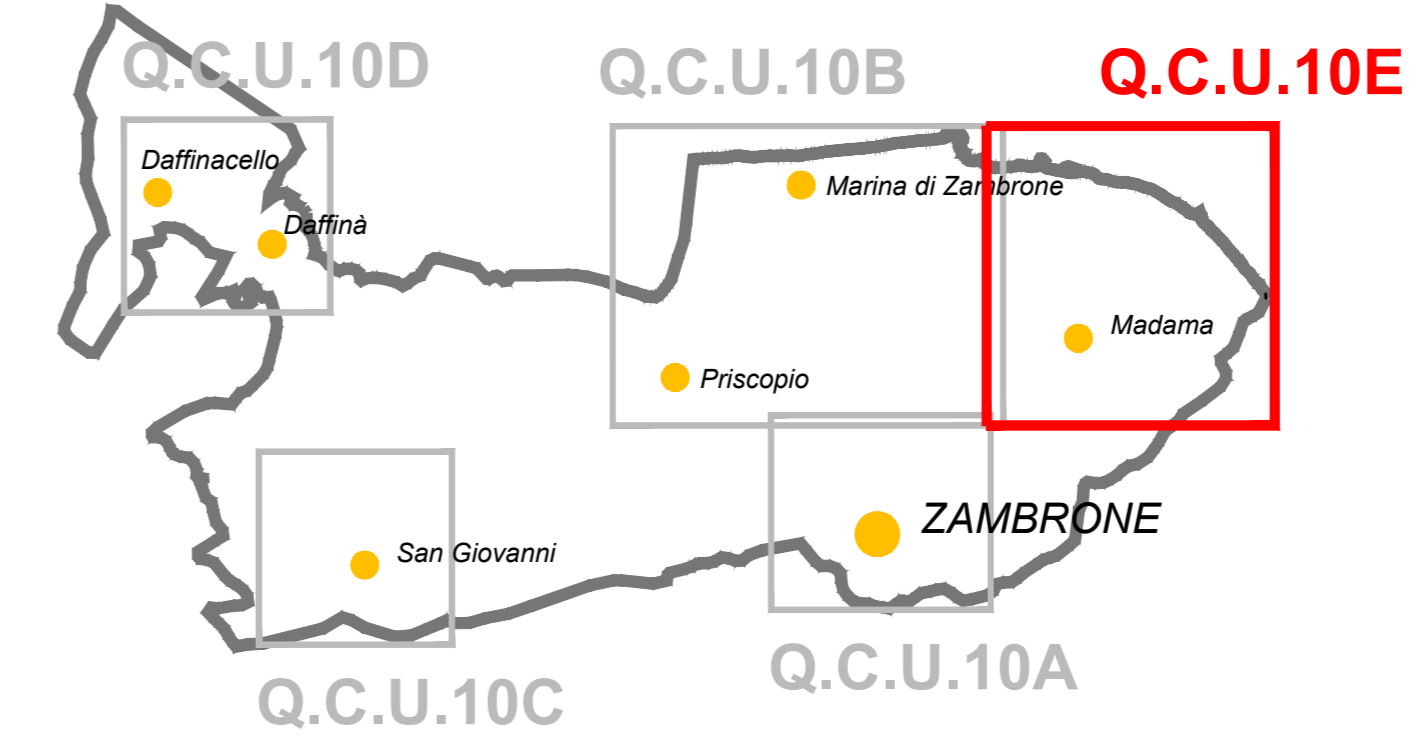 Q.C.U.10D
Q.C.U.10B
Q.C.U.10E
Daffinacello
Marina di Zambrone
Daffinà
Madama
Priscopio
ZAMBRONE
San Giovanni
Q.C.U.10A
Q.C.U.10C